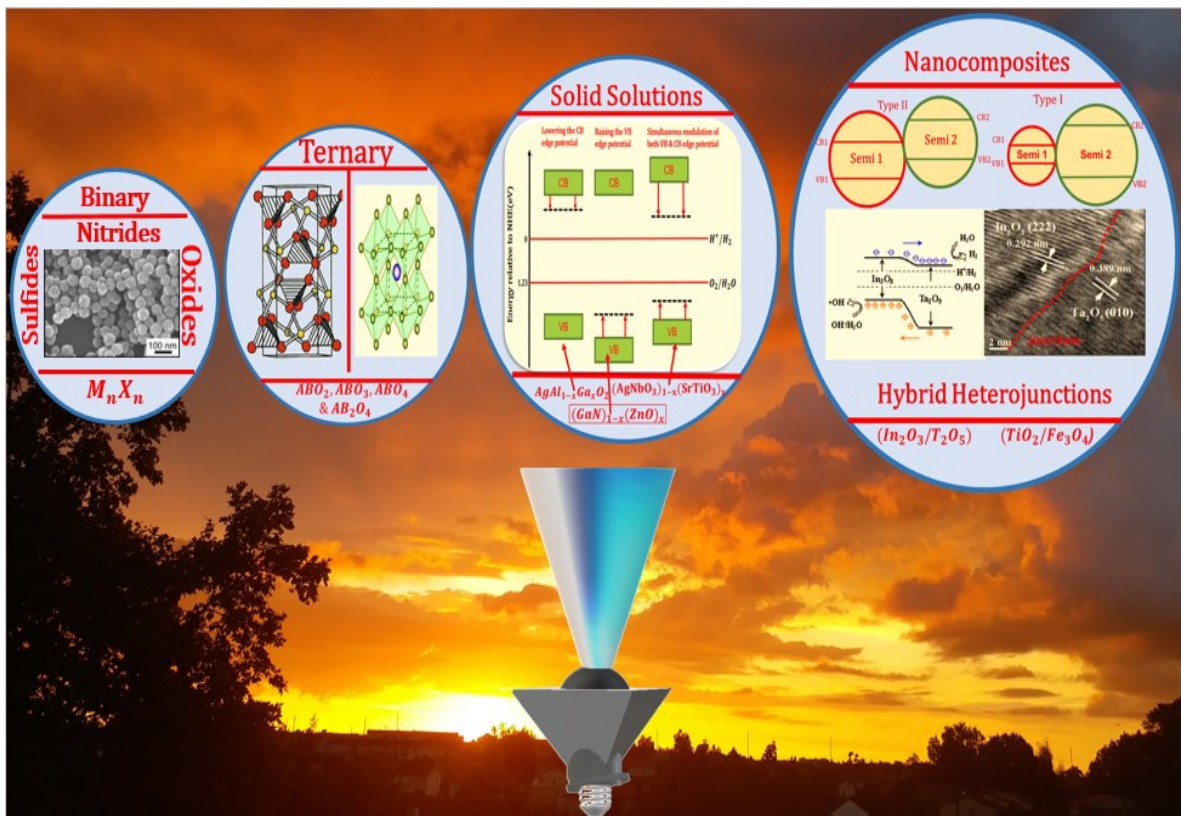 Binary
Nitrides
Sulfides
Oxides
100 nm
MₙXₙ
Ternary
ABO₂, ABO₃, ABO₄
& AB₂O₄
Solid Solutions
Lowering the CB
edge potential
Raising the VB
edge potential
Simultaneous modulation of
both VB & CB edge potential
Energy relative to NHE(eV)
CB
CB
CB
0
H⁺/H₂
1.23
O₂/H₂O
VB
VB
VB
AgAl₁₋ₓGaₓO₂
(AgNbO₃)₁₋ₓ(SrTiO₃)ₓ
(GaN)₁₋ₓ(ZnO)ₓ
Nanocomposites
Type II
CB1
VB1
Semi 1
CB2
VB2
Semi 2
Type I
CB1
VB1
Semi 1
CB2
VB2
Semi 2
H₂O
H₂
H⁺/H₂
O₂/H₂O
Ta₂O₅
•OH
OH⁻/H₂O
In₂O₃ (222)
0.292 nm
0.389 nm
Ta₂O₅ (010)
2 nm
Hybrid Heterojunctions
(In₂O₃/T₂O₅)
(TiO₂/Fe₃O₄)